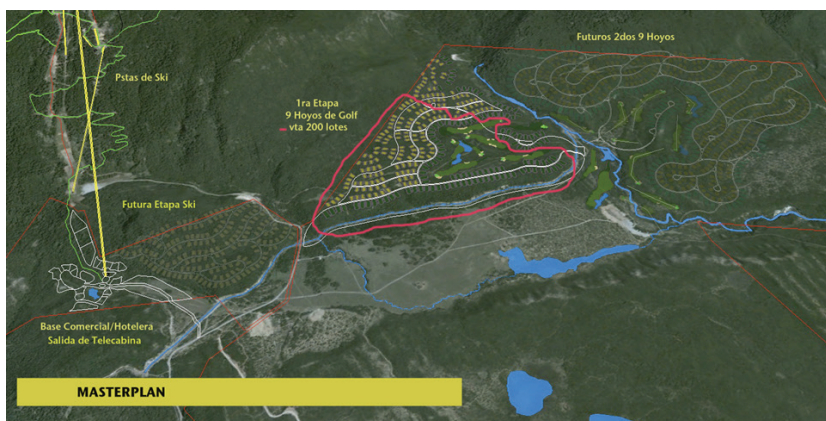 Futuros 2dos 9 Hoyos
Pstas de Ski
1ra Etapa
9 Hoyos de Golf
vta 200 lotes
Futura Etapa Ski
Base Comercial/Hotelera
Salida de Telecabina
MASTERPLAN